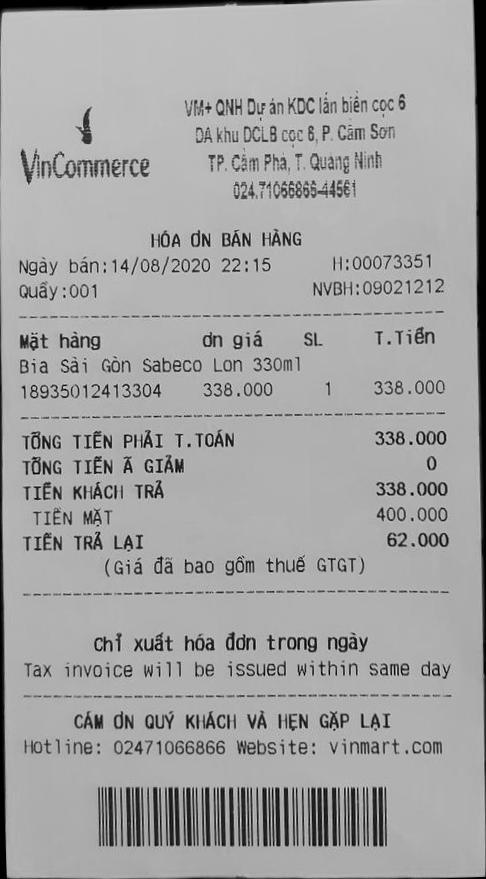 VM+ QNH Dự án KDC lấn biển cọc 6
DA khu DCLB cọc 6, P. Cẩm Sơn
VinCommerce
TP. Cẩm Phả, T. Quảng Ninh
024.71066866-44561
HÓA ƠN BÁN HÀNG
Ngày bán:14/08/2020 22:15 H:00073351
Quầy:001 NVBH:09021212
Mặt hàng ơn giá SL T.Tiền
Bia Sài Gòn Sabeco Lon 330ml
18935012413304 338.000 1 338.000
TỔNG TIỀN PHẢI T.TOÁN 338.000
TỔNG TIỀN Ã GIẢM 0
TIỀN KHÁCH TRẢ 338.000
TIỀN MẶT 400.000
TIỀN TRẢ LẠI 62.000
(Giá đã bao gồm thuế GTGT)
Chỉ xuất hóa đơn trong ngày
Tax invoice will be issued within same day
CÁM ƠN QUÝ KHÁCH VÀ HẸN GẶP LẠI
Hotline: 02471066866 Website: vinmart.com